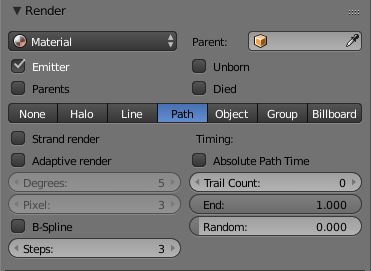 Render
Material Parent:
Emitter Unborn
Parents Died
None Halo Line Path Object Group Billboard
Strand render Timing:
Adaptive render Absolute Path Time
Degrees: 5 Trail Count: 0
Pixel: 3 End: 1.000
B-Spline Random: 0.000
Steps: 3